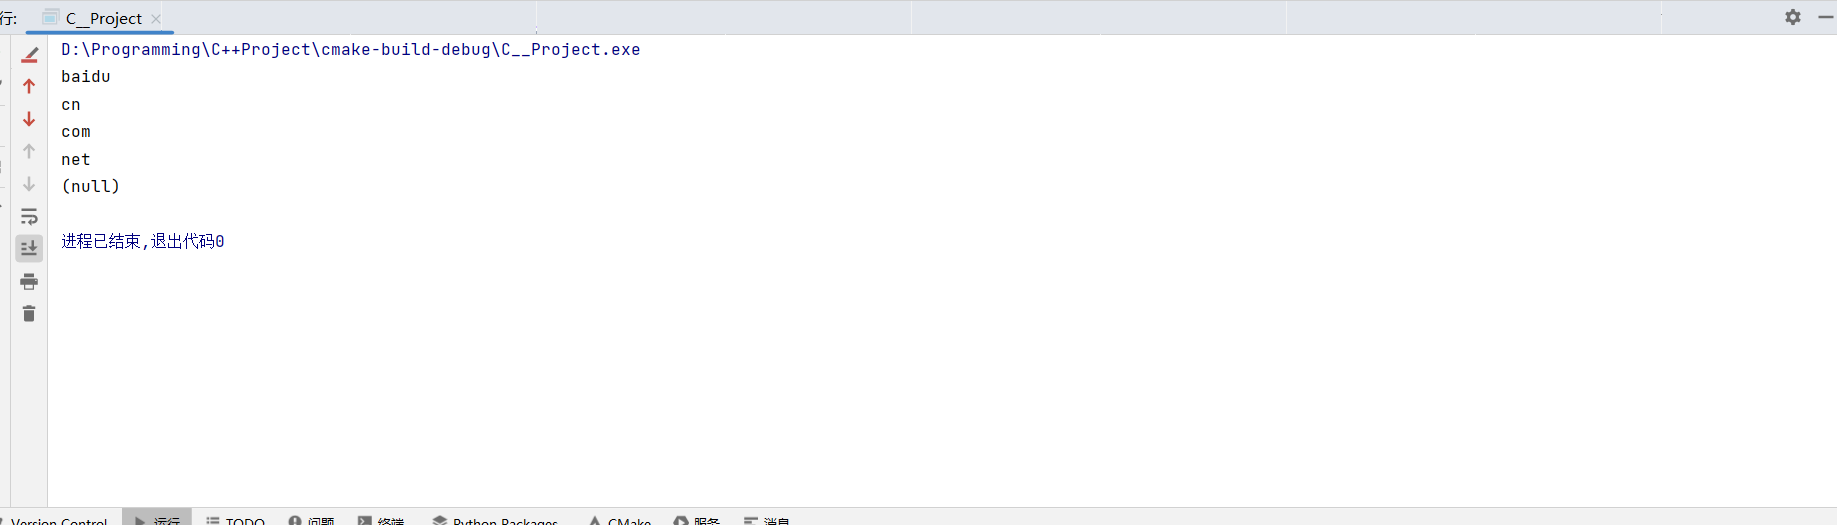 行:
C__Project
D:\Programming\C++Project\cmake-build-debug\C__Project.exe
baidu
cn
com
net
(null)
进程已结束,退出代码0
Version Control 运行 TODO 问题 终端 Python Packages CMake 服务 消息